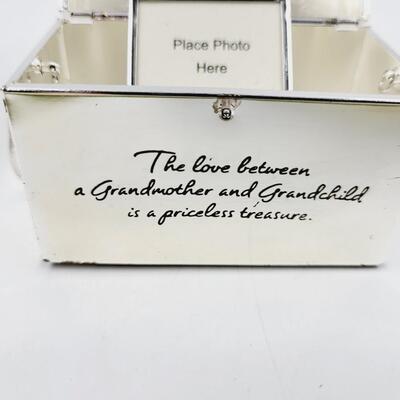 Place Photo
Here
The love between
a Grandmother and Grandchild
is a priceless treasure.